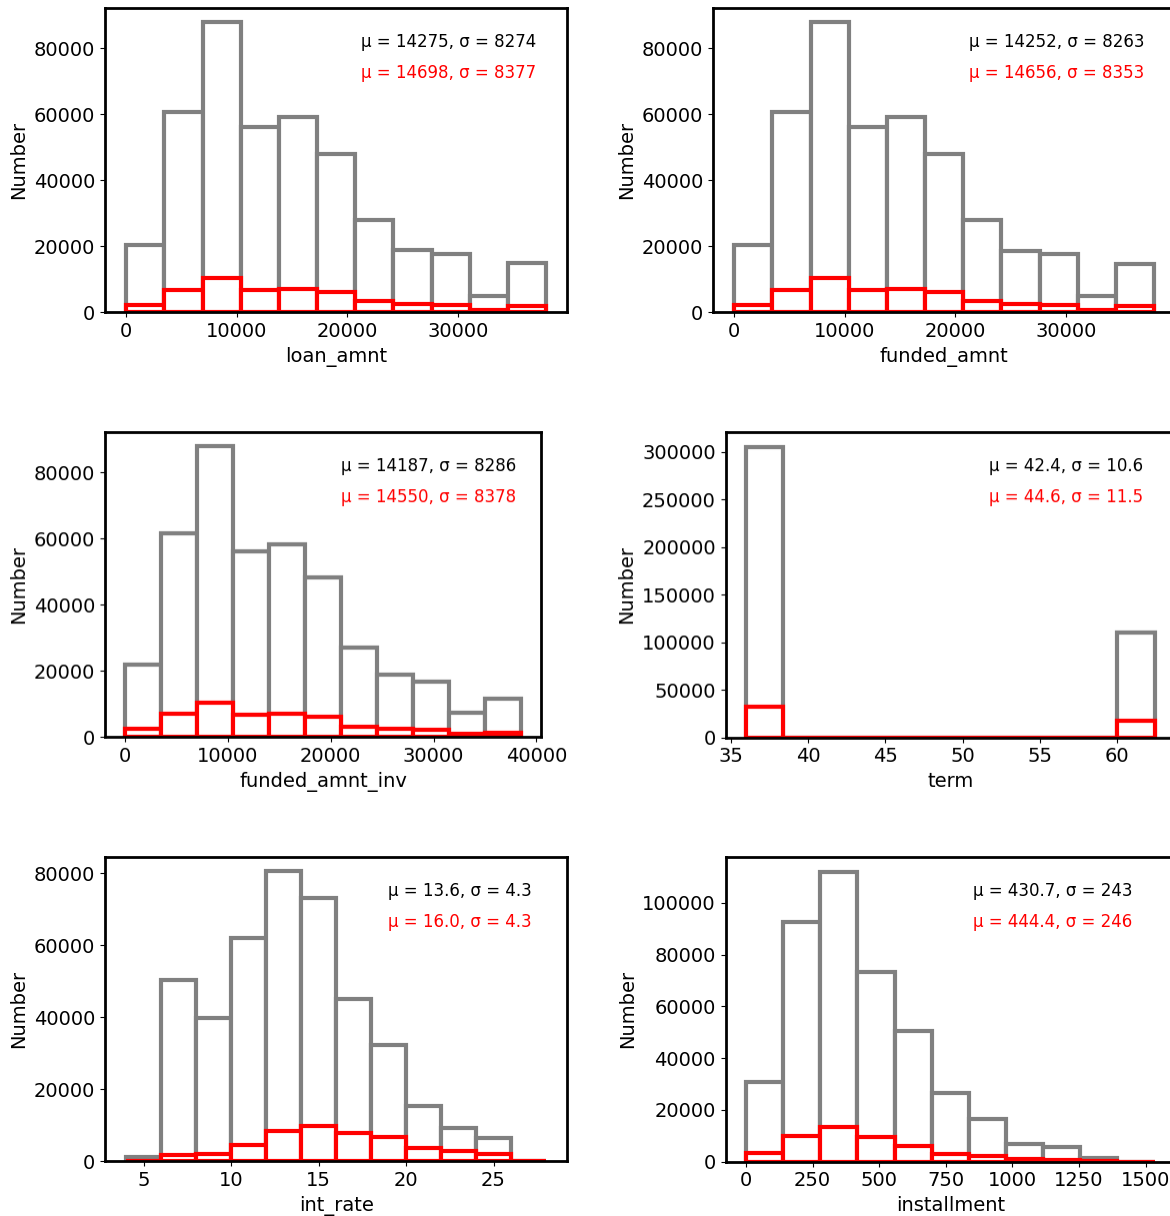 μ = 14275, σ = 8274
μ = 14698, σ = 8377
Number
80000
60000
40000
20000
0
0 10000 20000 30000
loan_amnt
μ = 14252, σ = 8263
μ = 14656, σ = 8353
Number
80000
60000
40000
20000
0
0 10000 20000 30000
funded_amnt
μ = 14187, σ = 8286
μ = 14550, σ = 8378
Number
80000
60000
40000
20000
0
0 10000 20000 30000 40000
funded_amnt_inv
μ = 42.4, σ = 10.6
μ = 44.6, σ = 11.5
Number
300000
250000
200000
150000
100000
50000
0
35 40 45 50 55 60
term
μ = 13.6, σ = 4.3
μ = 16.0, σ = 4.3
Number
80000
60000
40000
20000
0
5 10 15 20 25
int_rate
μ = 430.7, σ = 243
μ = 444.4, σ = 246
Number
100000
80000
60000
40000
20000
0
0 250 500 750 1000 1250 1500
installment